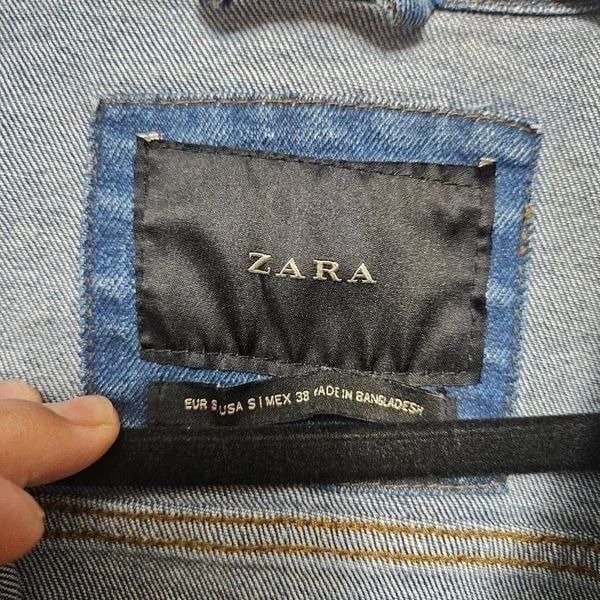 ZARA
EUR S USA S | MEX 38 MADE IN BANGLADESH